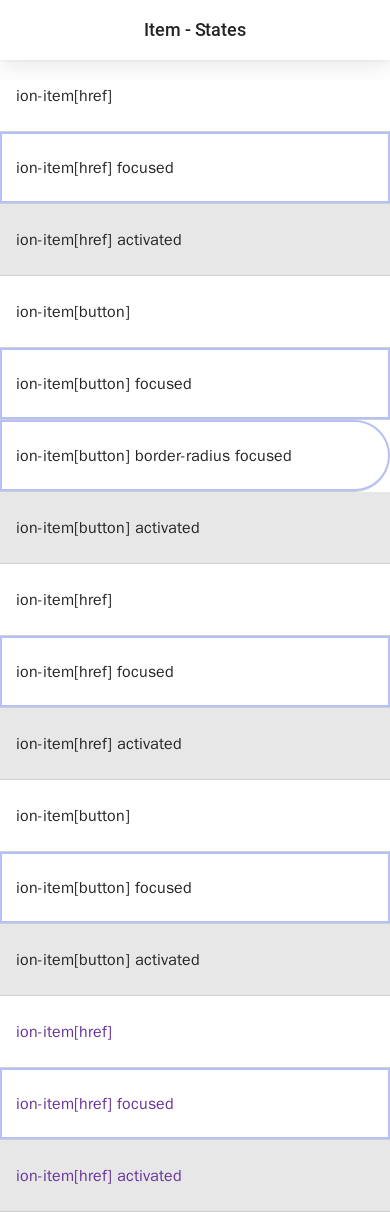 Item - States
ion-item[href]
ion-item[href] focused
ion-item[href] activated
ion-item[button]
ion-item[button] focused
ion-item[button] border-radius focused
ion-item[button] activated
ion-item[href]
ion-item[href] focused
ion-item[href] activated
ion-item[button]
ion-item[button] focused
ion-item[button] activated
ion-item[href]
ion-item[href] focused
ion-item[href] activated